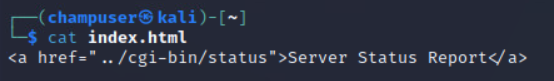 ┌──(champuser㉿kali)-[~]
└─$ cat index.html
<a href="../cgi-bin/status">Server Status Report</a>